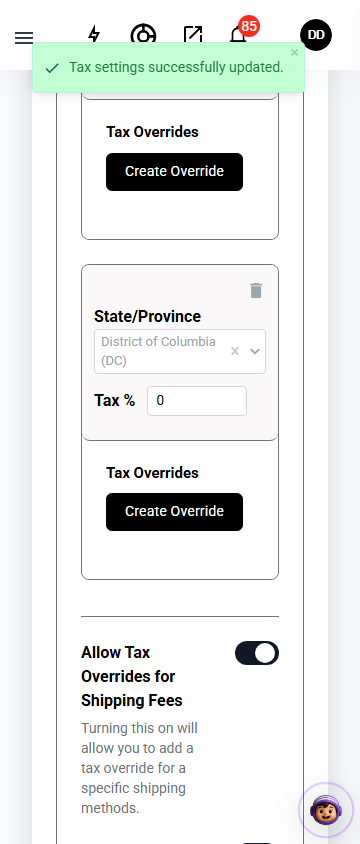 85
DD
Tax settings successfully updated.
×
Tax Overrides
Create Override
State/Province
District of Columbia
(DC)
Tax %
0
Tax Overrides
Create Override
Allow Tax
Overrides for
Shipping Fees
Turning this on will
allow you to add a
tax override for a
specific shipping
methods.